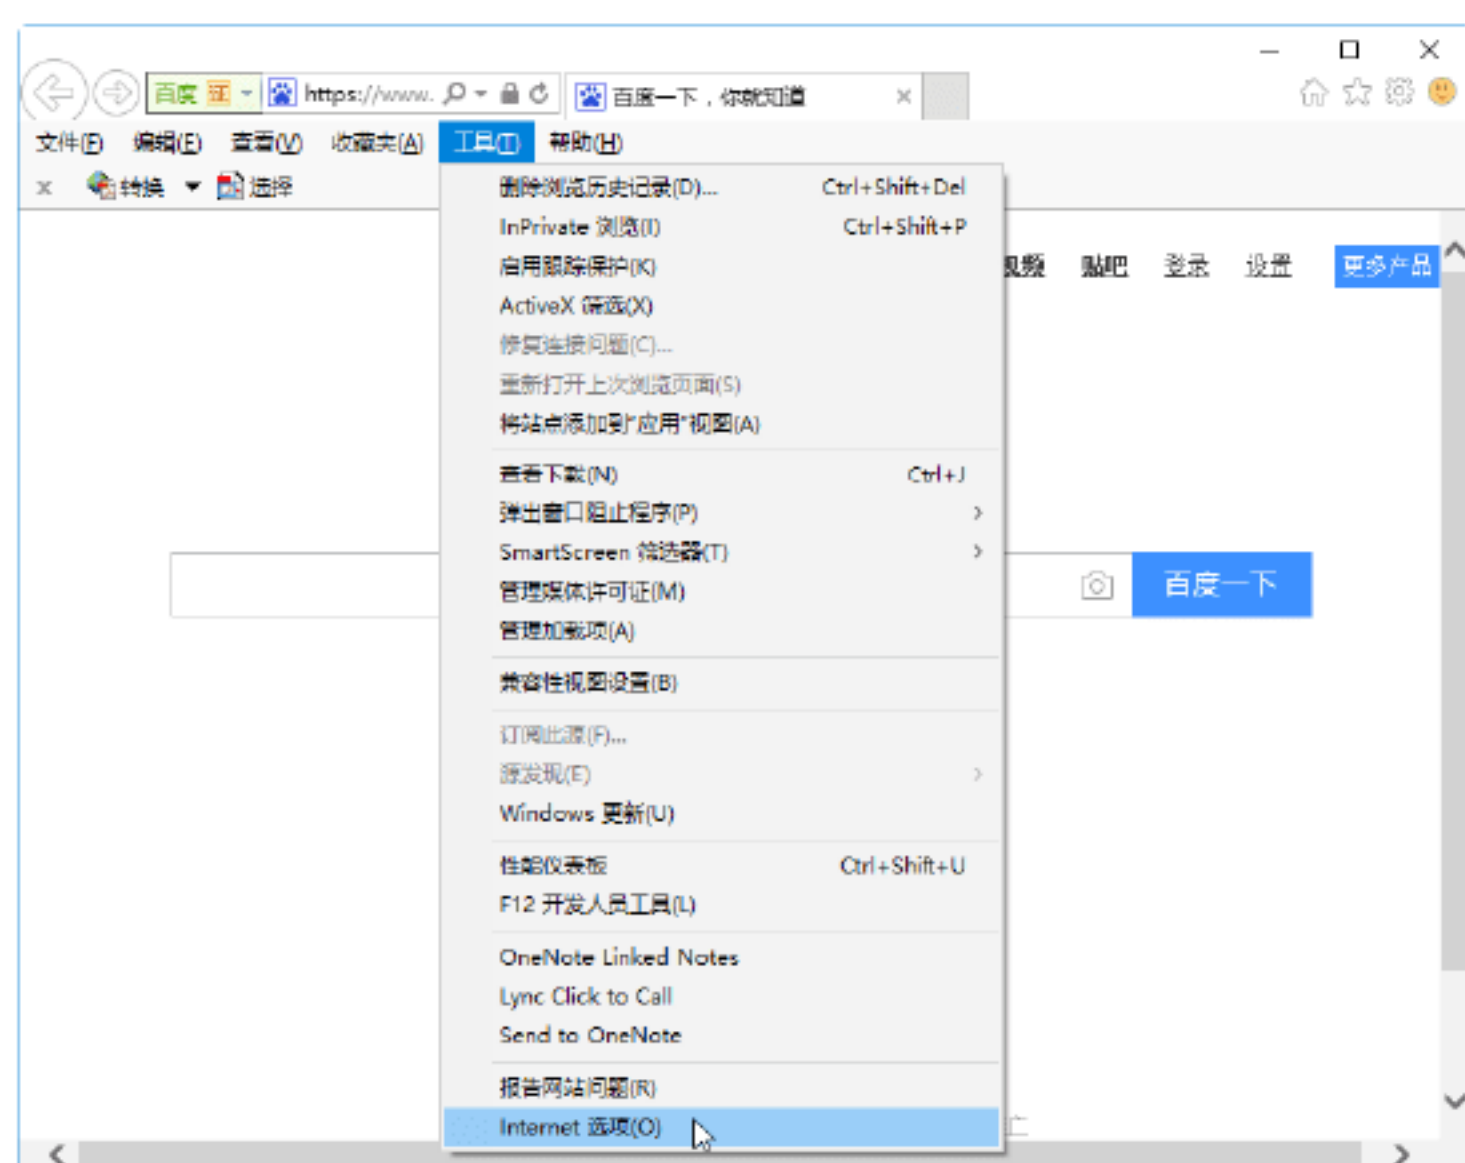 百度 证 https://www. 百度一下，你就知道
文件(F) 编辑(E) 查看(V) 收藏夹(A) 工具(T) 帮助(H)
x 转换 选择
删除浏览历史记录(D)... Ctrl+Shift+Del
InPrivate 浏览(I) Ctrl+Shift+P
启用跟踪保护(K)
视频 贴吧 登录 设置 更多产品
ActiveX 筛选(X)
修复连接问题(C)...
重新打开上次浏览页面(S)
将站点添加到"应用"视图(A)
查看下载(N) Ctrl+J
弹出窗口阻止程序(P)
SmartScreen 筛选器(T)
百度一下
管理媒体许可证(M)
管理加载项(A)
兼容性视图设置(B)
订阅此源(F)...
源发现(E)
Windows 更新(U)
性能仪表板 Ctrl+Shift+U
F12 开发人员工具(L)
OneNote Linked Notes
Lync Click to Call
Send to OneNote
报告网站问题(R)
Internet 选项(O)